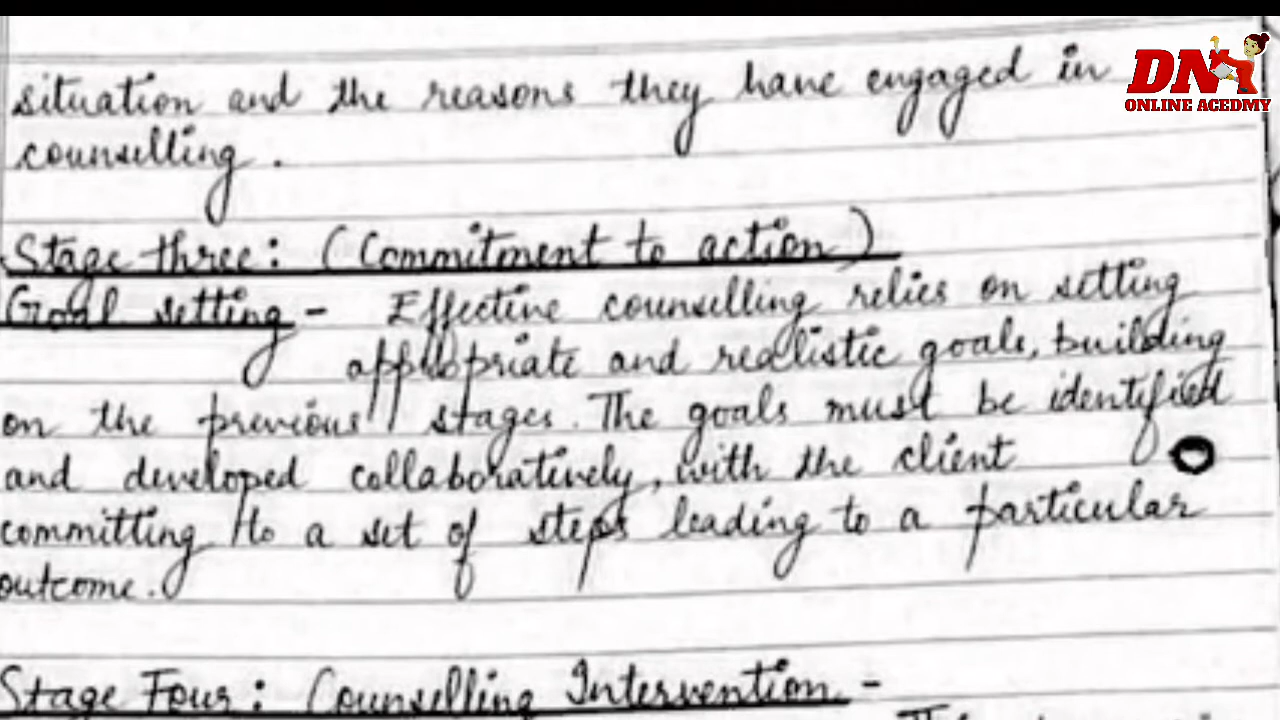 DN
ONLINE ACEDMY
situation and the reasons they have engaged in
counselling.
Stage three: (Commitment to action)
Goal setting - Effective counselling relies on setting
appropriate and realistic goals, building
on the previous stages. The goals must be identified
and developed collaboratively, with the client
committing to a set of steps leading to a particular
outcome.
Stage Four: Counselling Intervention -